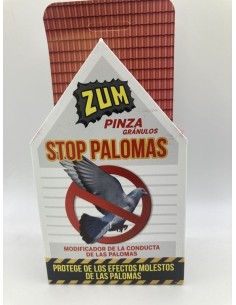 ZUM
PINZA
GRÁNULOS
STOP PALOMAS
MODIFICADOR DE LA CONDUCTA
DE LAS PALOMAS
PROTEGE DE LOS EFECTOS MOLESTOS
DE LAS PALOMAS